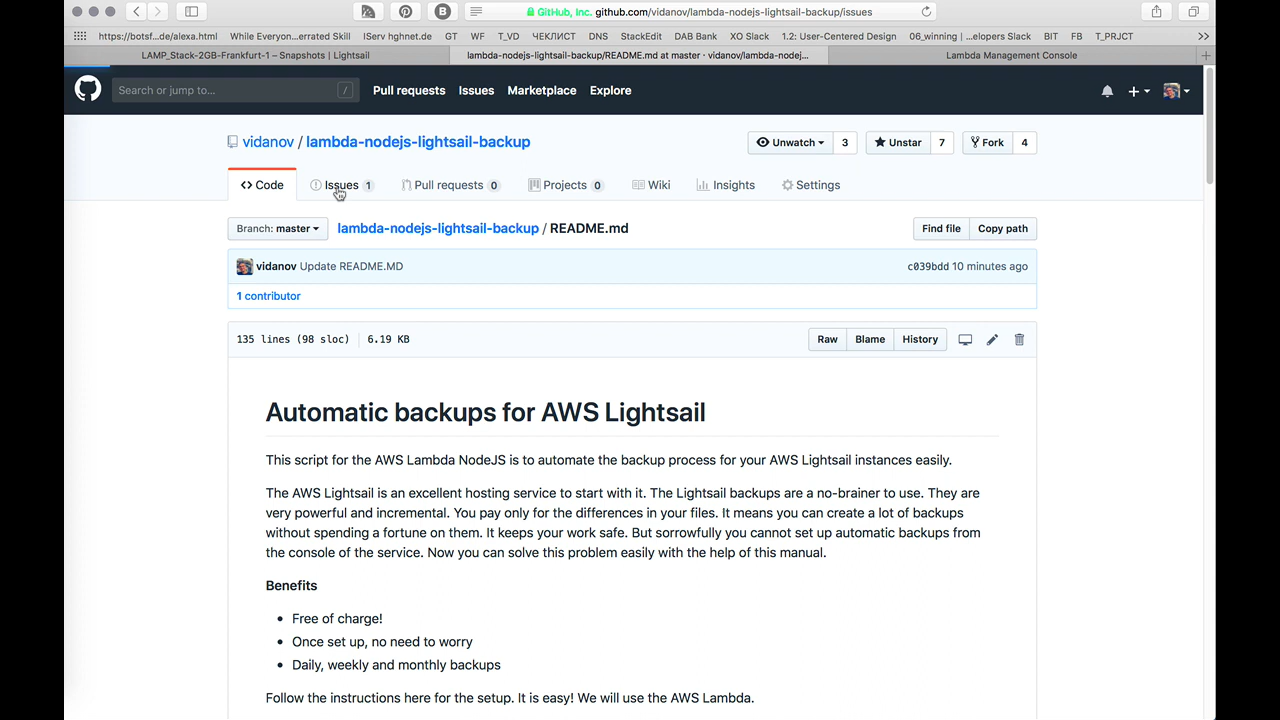 GitHub, Inc. github.com/vidanov/lambda-nodejs-lightsail-backup/issues
https://botsf...de/alexa.html While Everyon...errated Skill IServ hghnet.de GT WF T_VD ЧЕКЛИСТ DNS StackEdit DAB Bank XO Slack 1.2: User-Centered Design 06_winning |...elopers Slack BIT FB T_PRJCT
LAMP_Stack-2GB-Frankfurt-1 – Snapshots | Lightsail lambda-nodejs-lightsail-backup/README.md at master · vidanov/lambda-nodej... Lambda Management Console
Search or jump to... / Pull requests Issues Marketplace Explore
vidanov / lambda-nodejs-lightsail-backup Unwatch 3 Unstar 7 Fork 4
Code Issues 1 Pull requests 0 Projects 0 Wiki Insights Settings
Branch: master lambda-nodejs-lightsail-backup / README.md Find file Copy path
vidanov Update README.MD c039bdd 10 minutes ago
1 contributor
135 lines (98 sloc) 6.19 KB Raw Blame History
Automatic backups for AWS Lightsail
This script for the AWS Lambda NodeJS is to automate the backup process for your AWS Lightsail instances easily.
The AWS Lightsail is an excellent hosting service to start with it. The Lightsail backups are a no-brainer to use. They are
very powerful and incremental. You pay only for the differences in your files. It means you can create a lot of backups
without spending a fortune on them. It keeps your work safe. But sorrowfully you cannot set up automatic backups from
the console of the service. Now you can solve this problem easily with the help of this manual.
Benefits
• Free of charge!
• Once set up, no need to worry
• Daily, weekly and monthly backups
Follow the instructions here for the setup. It is easy! We will use the AWS Lambda.